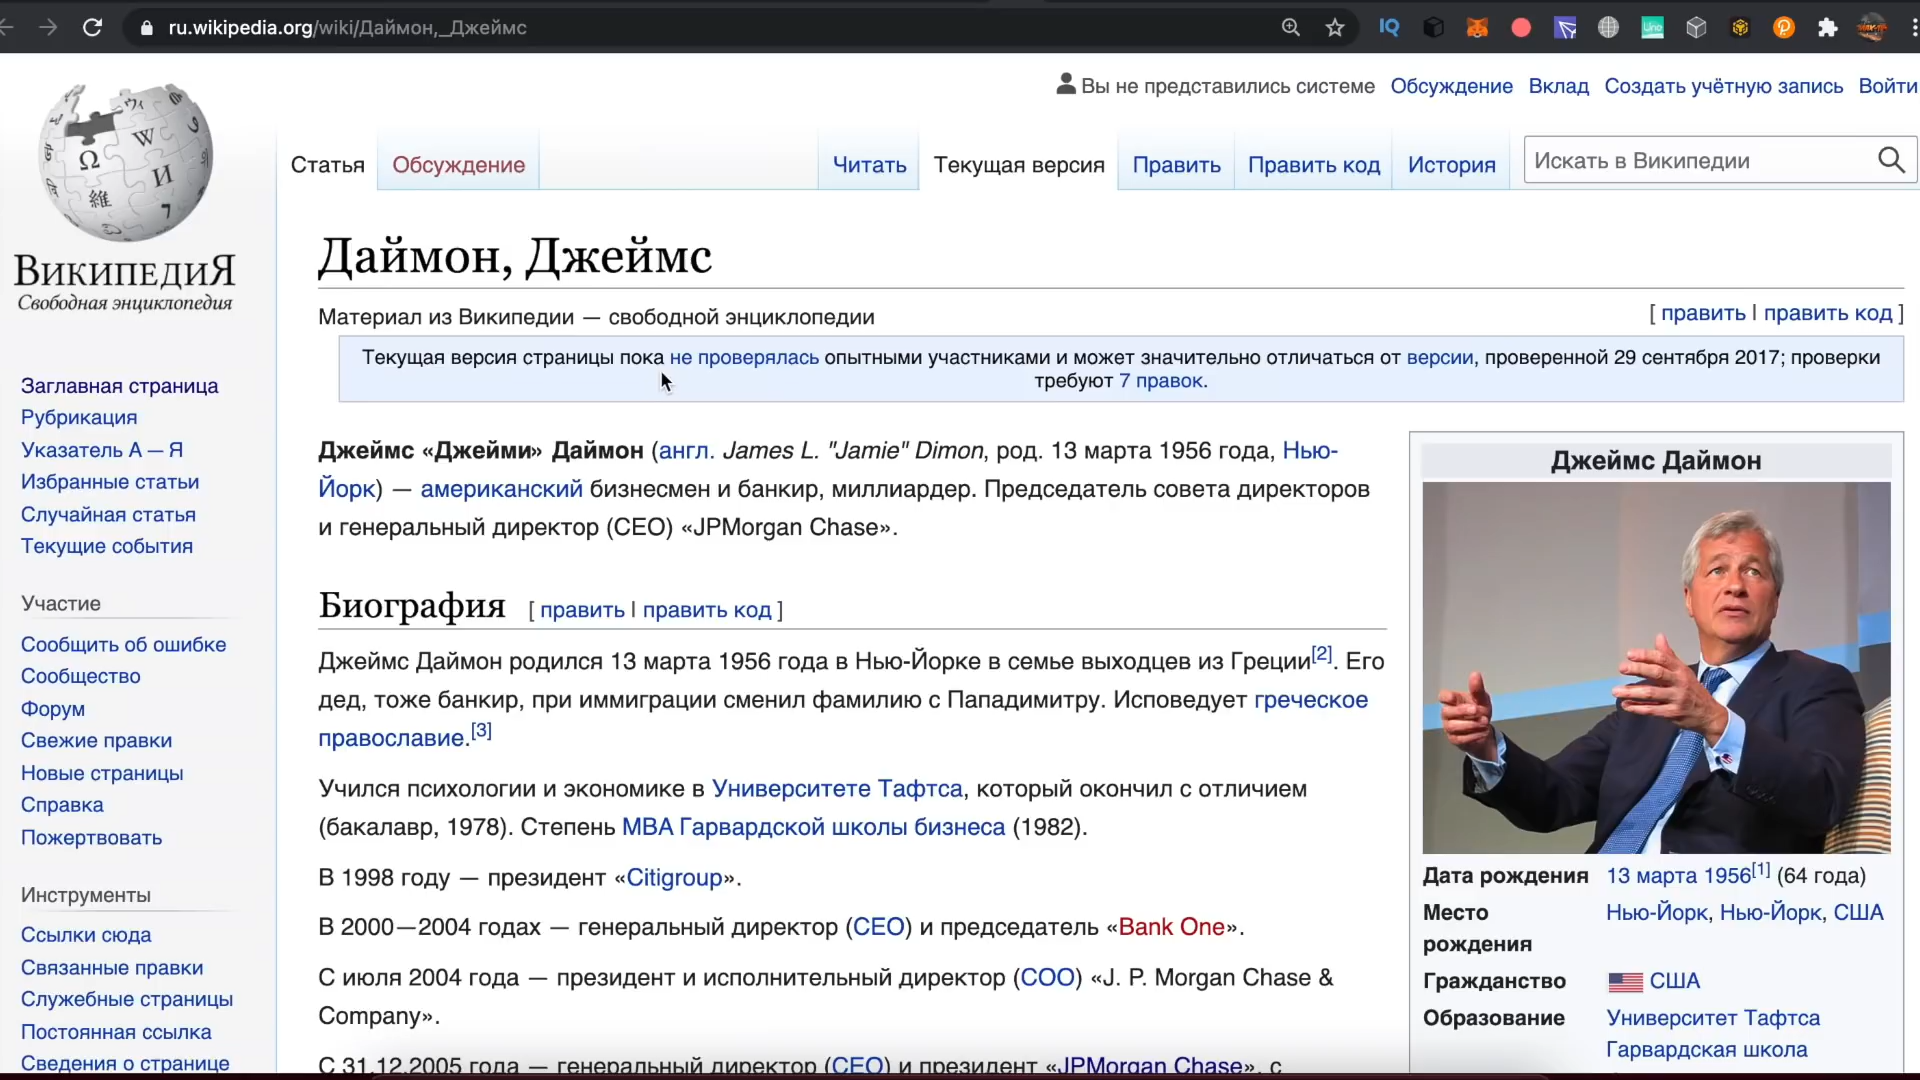 ru.wikipedia.org/wiki/Даймон,_Джеймс
Вы не представились системе Обсуждение Вклад Создать учётную запись Войти
Статья Обсуждение Читать Текущая версия Править Править код История Искать в Википедии
ВикипедиЯ
Свободная энциклопедия
Заглавная страница
Рубрикация
Указатель А — Я
Избранные статьи
Случайная статья
Текущие события
Участие
Сообщить об ошибке
Сообщество
Форум
Свежие правки
Новые страницы
Справка
Пожертвовать
Инструменты
Ссылки сюда
Связанные правки
Служебные страницы
Постоянная ссылка
Сведения о странице
Даймон, Джеймс
Материал из Википедии — свободной энциклопедии
[ править | править код ]
Текущая версия страницы пока не проверялась опытными участниками и может значительно отличаться от версии, проверенной 29 сентября 2017; проверки
требуют 7 правок.
Джеймс «Джейми» Даймон (англ. James L. "Jamie" Dimon, род. 13 марта 1956 года, Нью-
Йорк) — американский бизнесмен и банкир, миллиардер. Председатель совета директоров
и генеральный директор (CEO) «JPMorgan Chase».
Биография [ править | править код ]
Джеймс Даймон родился 13 марта 1956 года в Нью-Йорке в семье выходцев из Греции[2]. Его
дед, тоже банкир, при иммиграции сменил фамилию с Пападимитру. Исповедует греческое
православие.[3]
Учился психологии и экономике в Университете Тафтса, который окончил с отличием
(бакалавр, 1978). Степень MBA Гарвардской школы бизнеса (1982).
В 1998 году — президент «Citigroup».
В 2000—2004 годах — генеральный директор (CEO) и председатель «Bank One».
С июля 2004 года — президент и исполнительный директор (COO) «J. P. Morgan Chase &
Company».
С 31.12.2005 года — генеральный директор (CEO) и президент «JPMorgan Chase», с
Джеймс Даймон
Дата рождения 13 марта 1956[1] (64 года)
Место рождения Нью-Йорк, Нью-Йорк, США
Гражданство США
Образование Университет Тафтса
Гарвардская школа